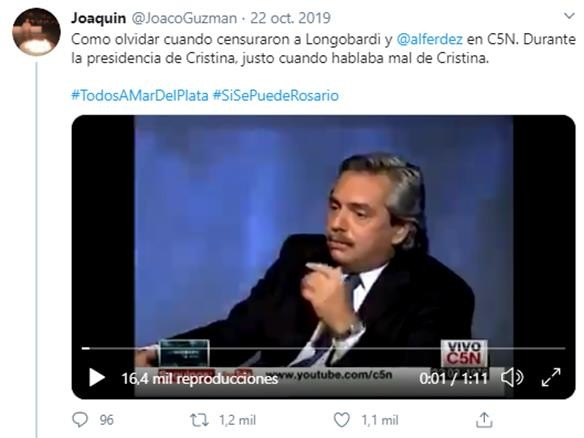 Joaquin @JoacoGuzman · 22 oct. 2019
Como olvidar cuando censuraron a Longobardi y @alferdez en C5N. Durante
la presidencia de Cristina, justo cuando hablaba mal de Cristina.
#TodosAMarDelPlata #SiSePuedeRosario
VIVO
C5N
16,4 mil reproducciones
0:01 / 1:11
www.youtube.com/c5n
96
1,2 mil
1,1 mil